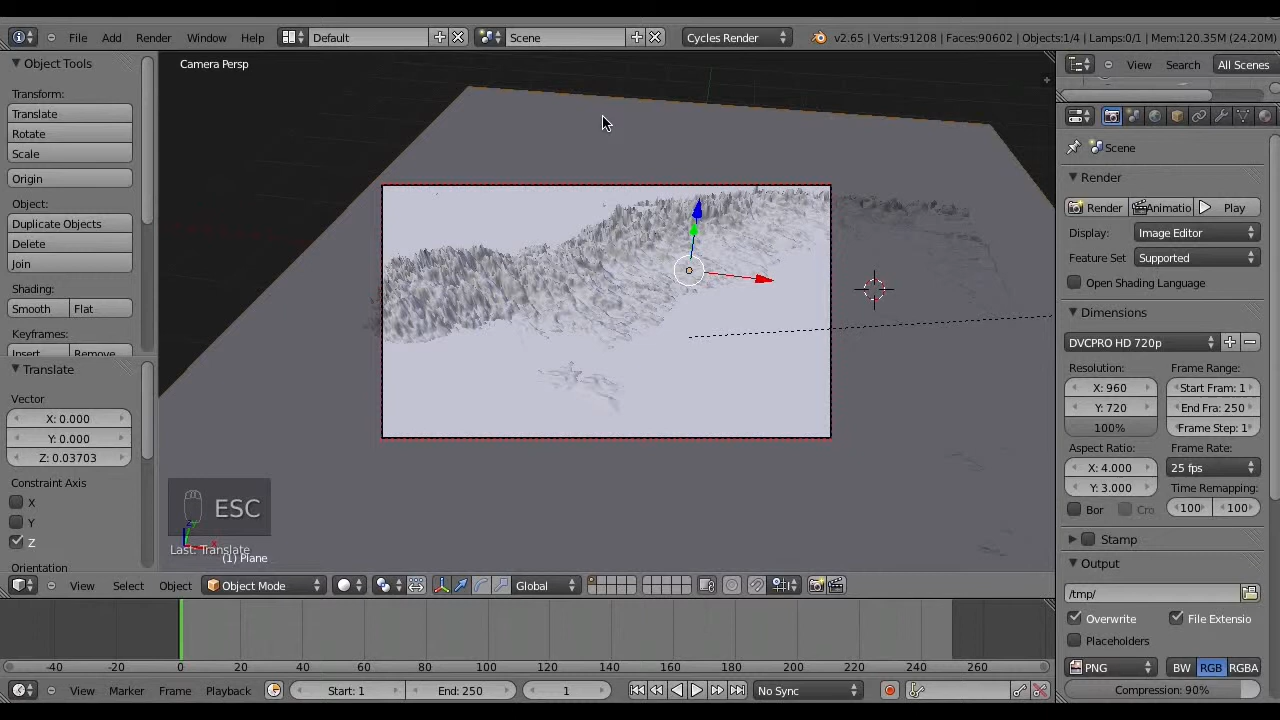 File Add Render Window Help Default Scene Cycles Render v2.65 | Verts:91208 | Faces:90602 | Objects:1/4 | Lamps:0/1 | Mem:120.35M (24.20M)
Object Tools
Transform:
Translate
Rotate
Scale
Origin
Object:
Duplicate Objects
Delete
Join
Shading:
Smooth Flat
Keyframes:
Insert Remove
Translate
Vector
X: 0.000
Y: 0.000
Z: 0.03703
Constraint Axis
X
Y
Z
Orientation
Camera Persp
ESC
Last: Translate
(1) Plane
View Select Object Object Mode Global
-40 -20 0 20 40 60 80 100 120 140 160 180 200 220 240 260
View Marker Frame Playback Start: 1 End: 250 1 No Sync
View Search All Scenes
Scene
Render
Render Animatio Play
Display: Image Editor
Feature Set Supported
Open Shading Language
Dimensions
DVCPRO HD 720p
Resolution: Frame Range:
X: 960 Start Fram: 1
Y: 720 End Fra: 250
100% Frame Step: 1
Aspect Ratio: Frame Rate:
X: 4.000 25 fps
Y: 3.000 Time Remapping:
Bor Cro 100 100
Stamp
Output
/tmp/
Overwrite File Extensio
Placeholders
PNG BW RGB RGBA
Compression: 90%